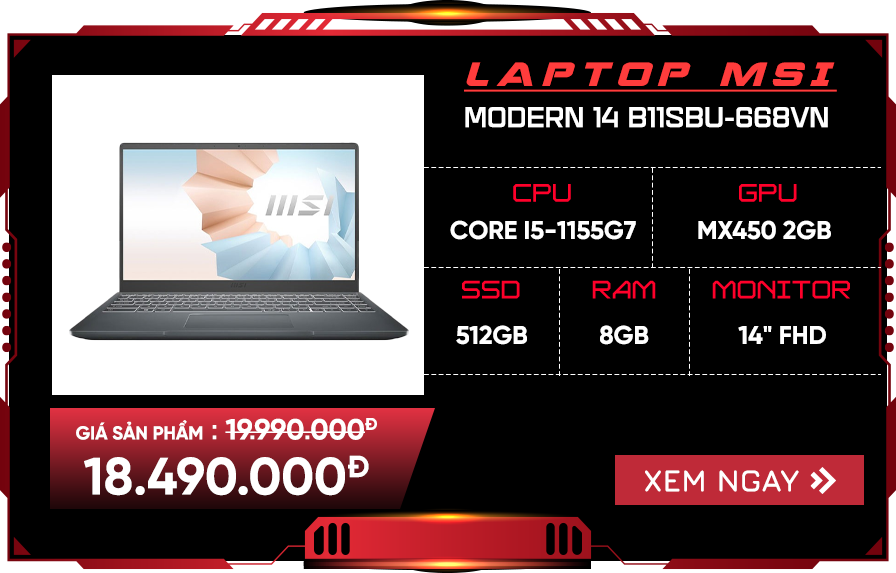 LAPTOP MSI
MODERN 14 B11SBU-668VN
msi
CPU
GPU
CORE I5-1155G7
MX450 2GB
SSD
RAM
MONITOR
512GB
8GB
14" FHD
GIÁ SẢN PHẨM : 19.990.000Đ
18.490.000Đ
XEM NGAY